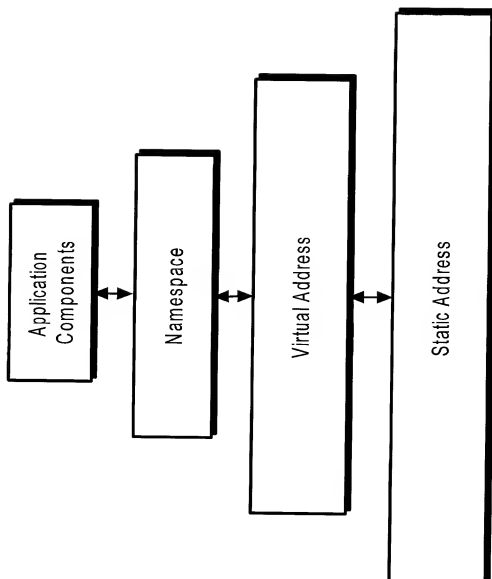 Application
Components
Namespace
Virtual Address
Static Address